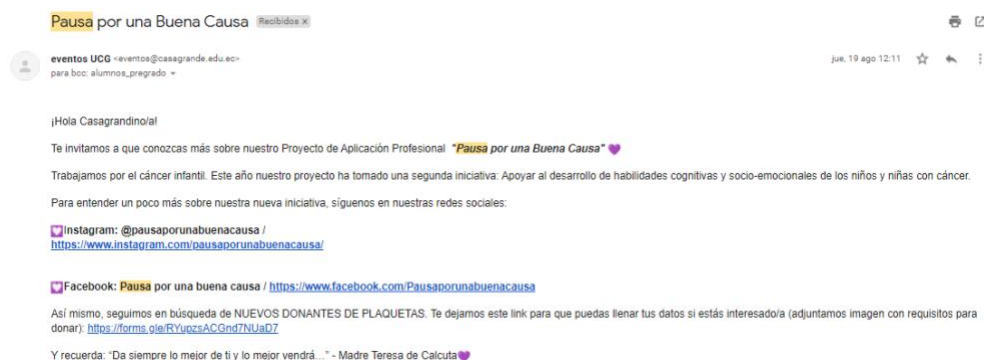 Pausa por una Buena Causa Recibidos x
eventos UCG <eventos@casagrande.edu.ec>
jue, 19 ago 12:11
para bcc: alumnos_pregrado
¡Hola Casagrandino/a!
Te invitamos a que conozcas más sobre nuestro Proyecto de Aplicación Profesional "Pausa por una Buena Causa" 💜
Trabajamos por el cáncer infantil. Este año nuestro proyecto ha tomado una segunda iniciativa: Apoyar al desarrollo de habilidades cognitivas y socio-emocionales de los niños y niñas con cáncer.
Para entender un poco más sobre nuestra nueva iniciativa, síguenos en nuestras redes sociales:
💟Instagram: @pausaporunabuenacausa /
https://www.instagram.com/pausaporunabuenacausa/
💟Facebook: Pausa por una buena causa / https://www.facebook.com/Pausaporunabuenacausa
Así mismo, seguimos en búsqueda de NUEVOS DONANTES DE PLAQUETAS. Te dejamos este link para que puedas llenar tus datos si estás interesado/a (adjuntamos imagen con requisitos para
donar): https://forms.gle/RYupzsACGnd7NUaD7
Y recuerda: "Da siempre lo mejor de ti y lo mejor vendrá..." - Madre Teresa de Calcuta💜